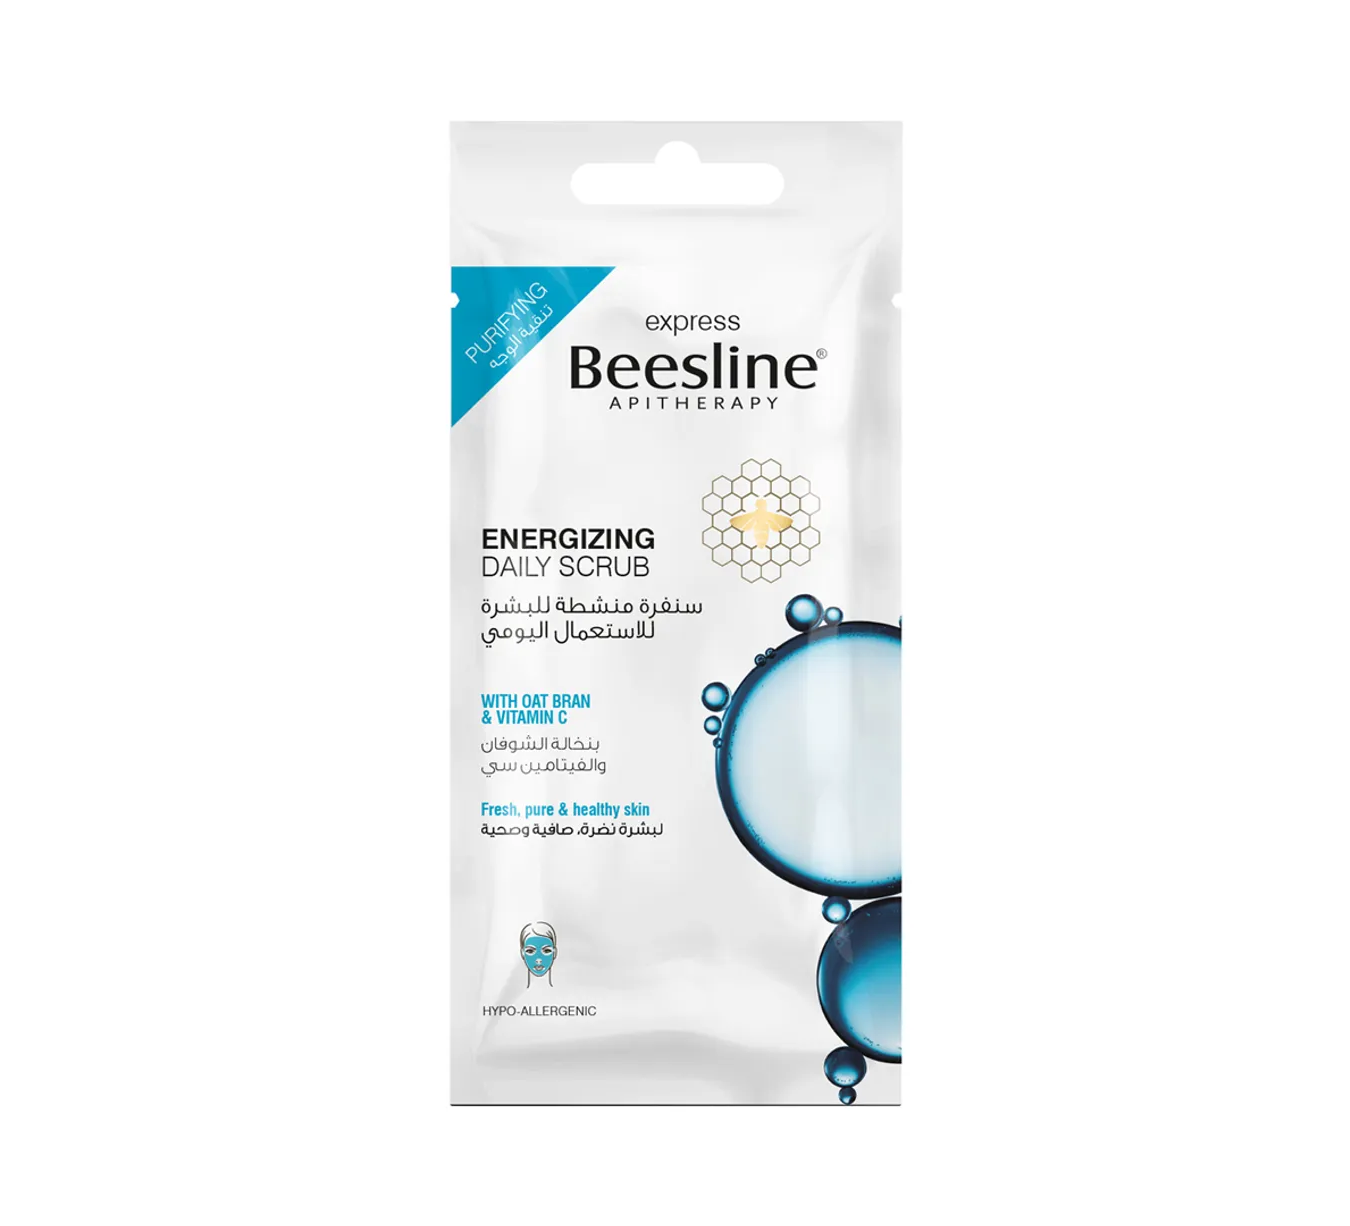 PURIFYING
تنقية الوجه
express
Beesline®
APITHERAPY
ENERGIZING
DAILY SCRUB
سنفرة منشطة للبشرة
للاستعمال اليومي
WITH OAT BRAN
& VITAMIN C
بنخالة الشوفان
والفيتامين سي
Fresh, pure & healthy skin
لبشرة نضرة، صافية وصحية
HYPO-ALLERGENIC